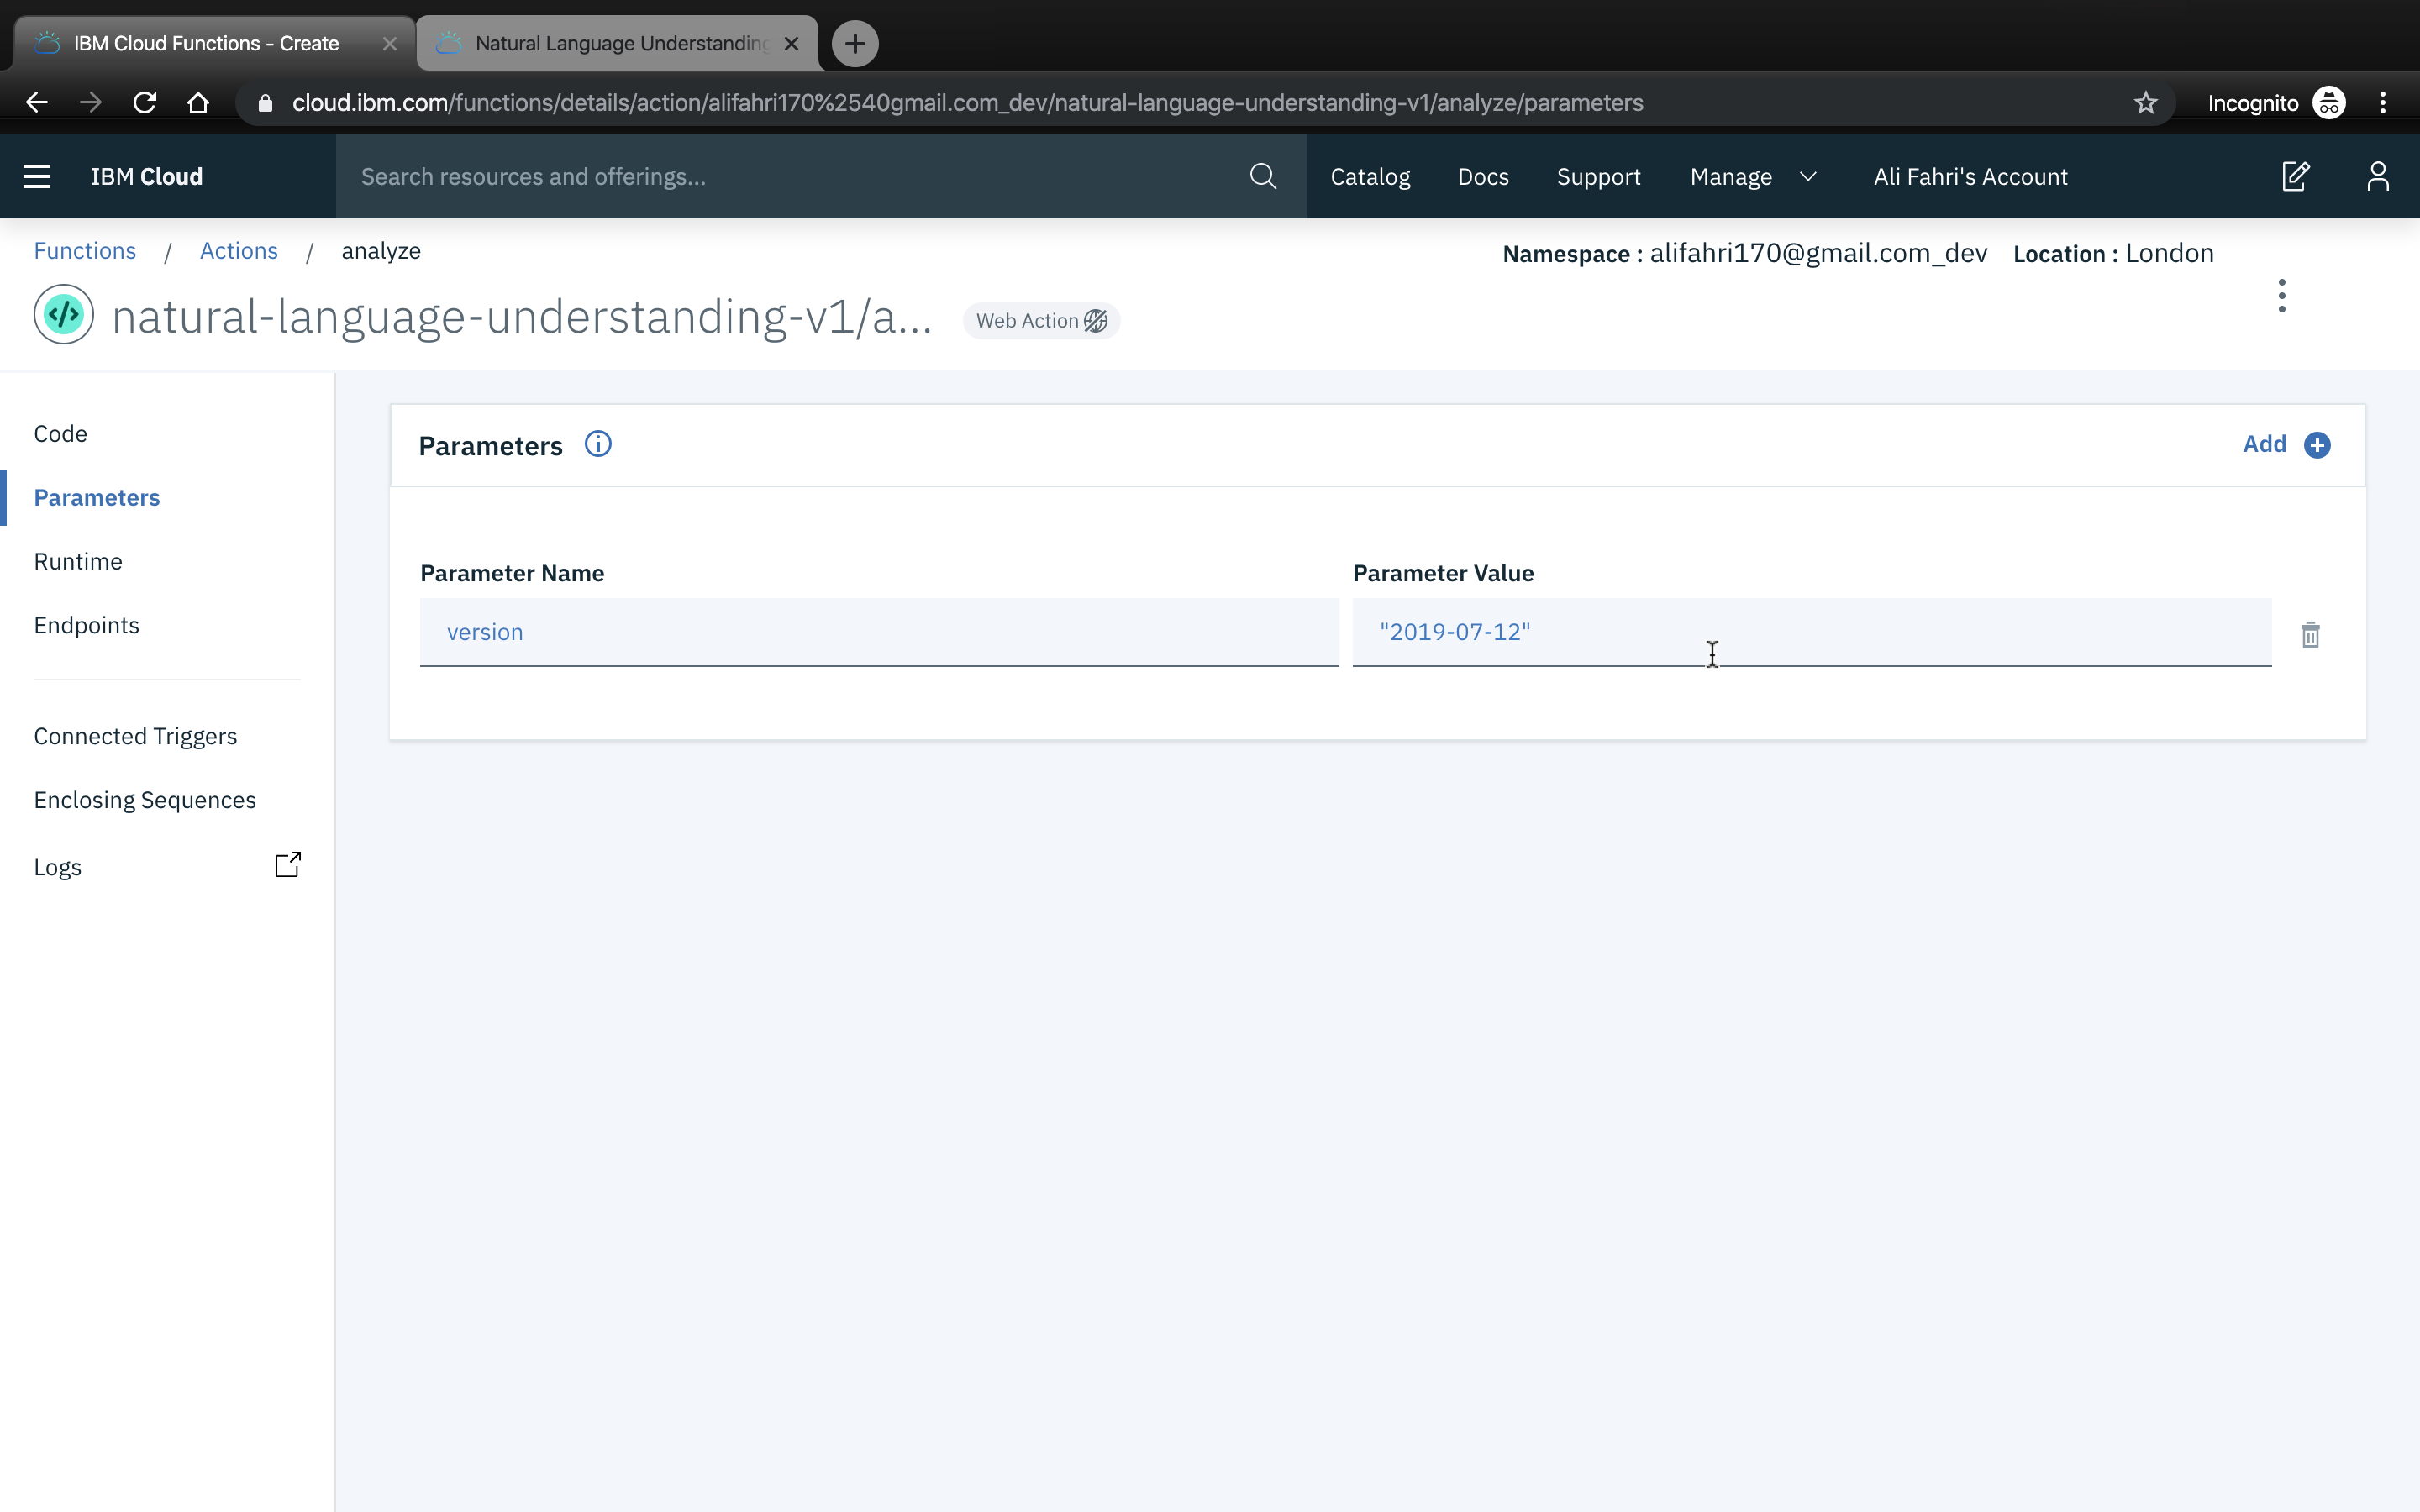 IBM Cloud Functions - Create
Natural Language Understanding
cloud.ibm.com/functions/details/action/alifahri170%2540gmail.com_dev/natural-language-understanding-v1/analyze/parameters
Incognito
IBM Cloud
Search resources and offerings...
Catalog
Docs
Support
Manage
Ali Fahri's Account
Functions / Actions / analyze
Namespace : alifahri170@gmail.com_dev Location : London
natural-language-understanding-v1/a...
Web Action
Code
Parameters
Runtime
Endpoints
Connected Triggers
Enclosing Sequences
Logs
Parameters
Add
Parameter Name
Parameter Value
version
"2019-07-12"